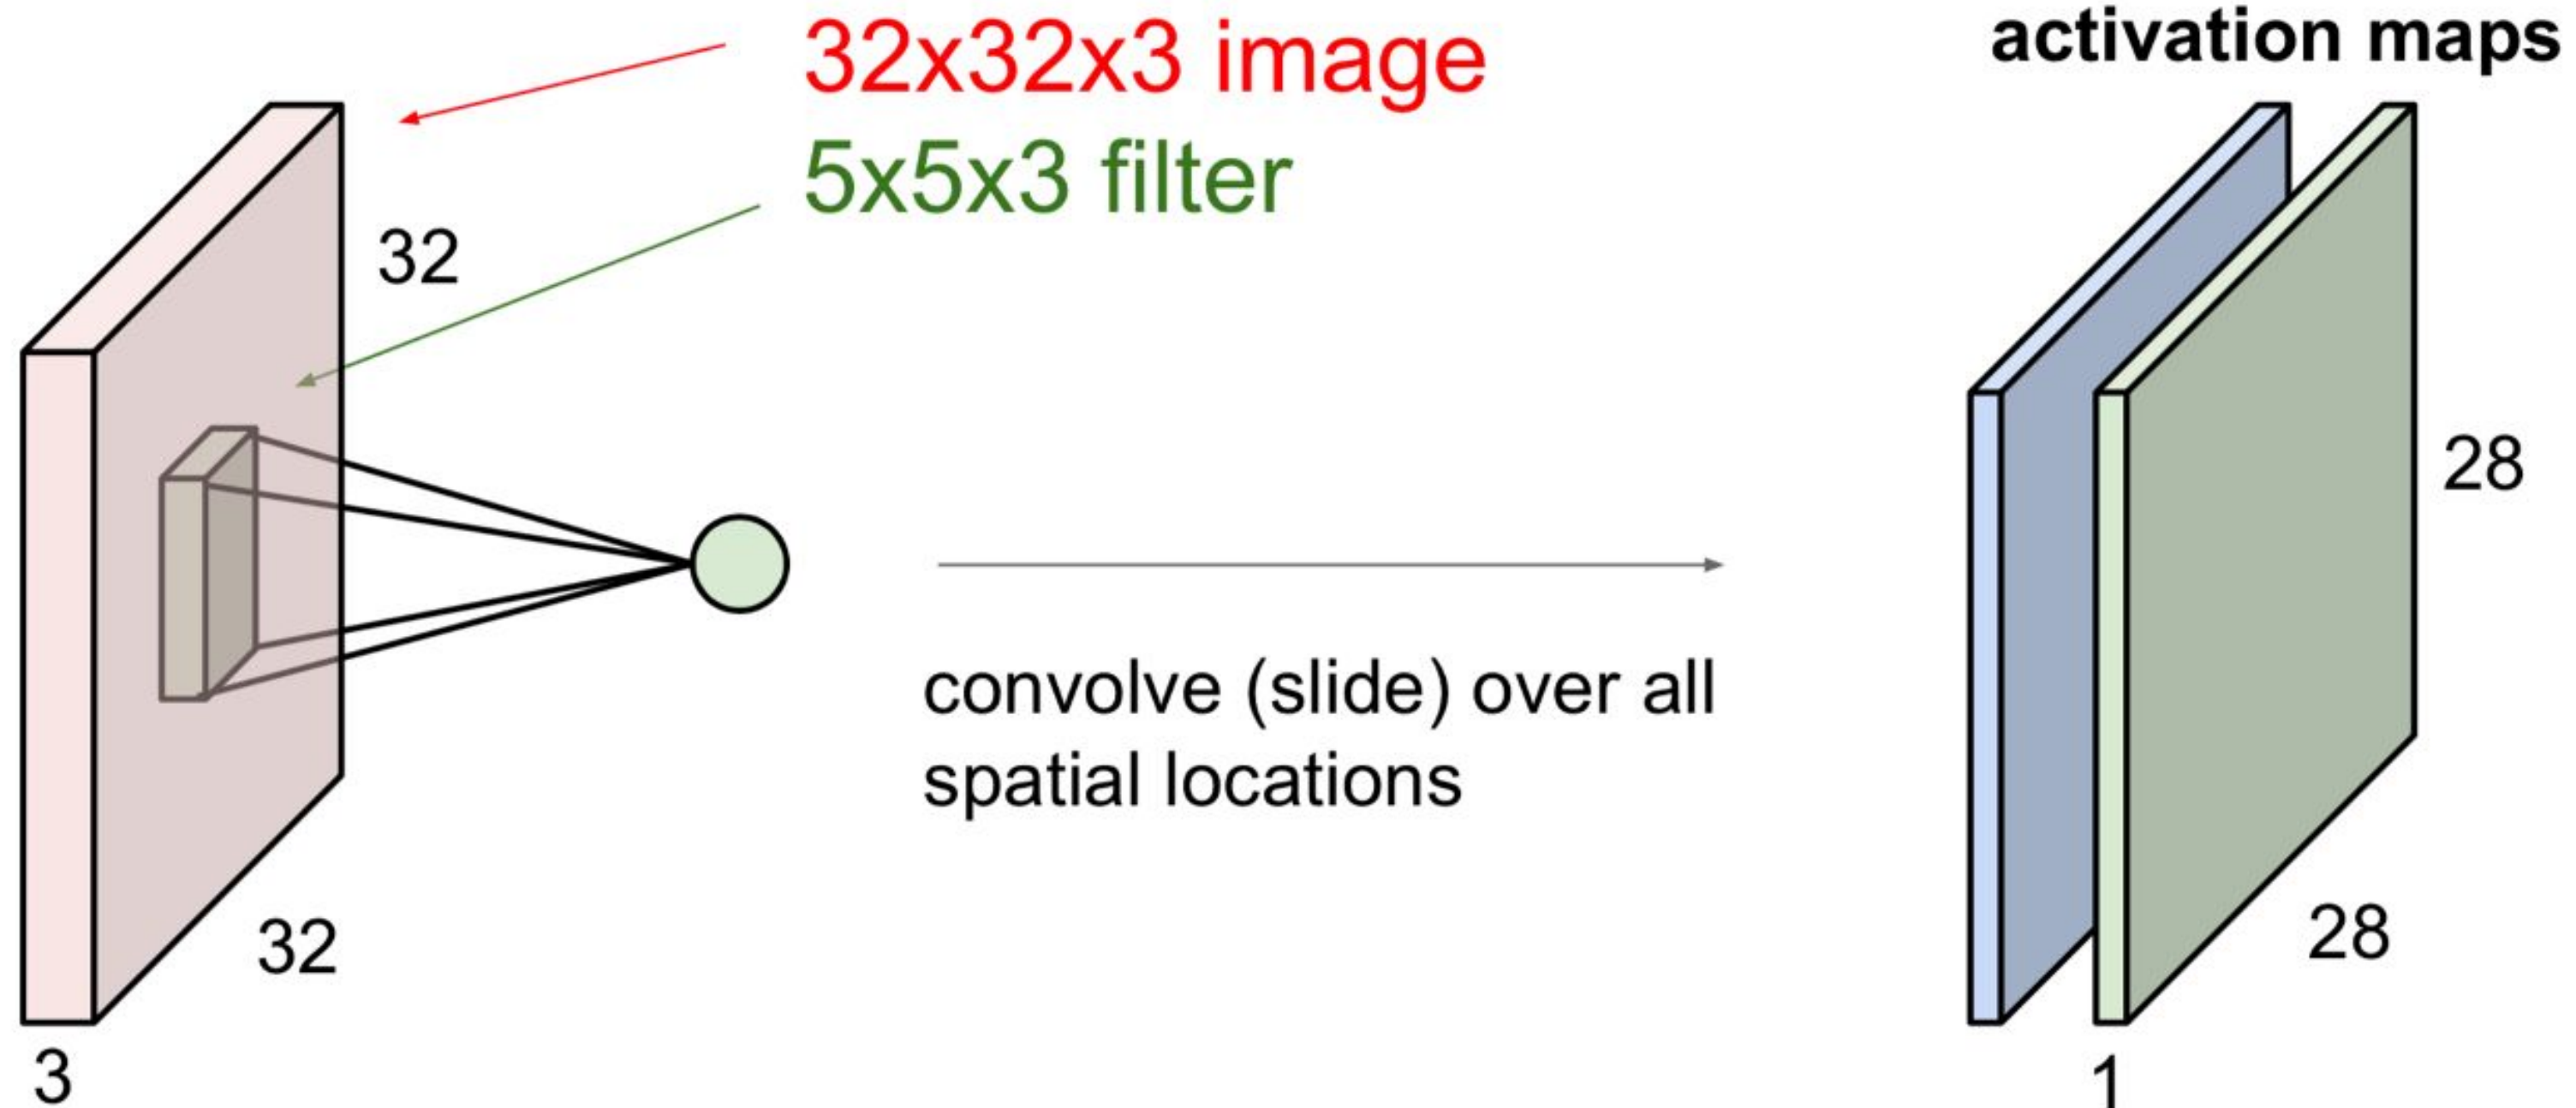 32x32x3 image
5x5x3 filter
32
32
3
convolve (slide) over all
spatial locations
activation maps
28
28
1